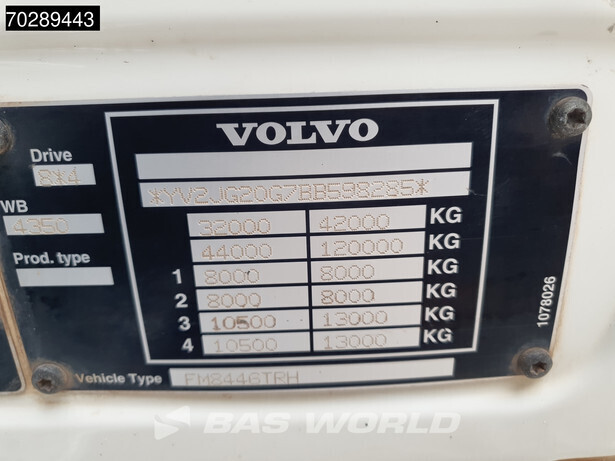 70289443
VOLVO
Drive
8*4
*YV2JG20G7BB598285*
WB
4350
32000 42000 KG
44000 120000 KG
Prod. type
1 8000 8000 KG
2 8000 8000 KG
3 10500 13000 KG
4 10500 13000 KG
1078026
Vehicle Type FM844GTRH
BAS WORLD